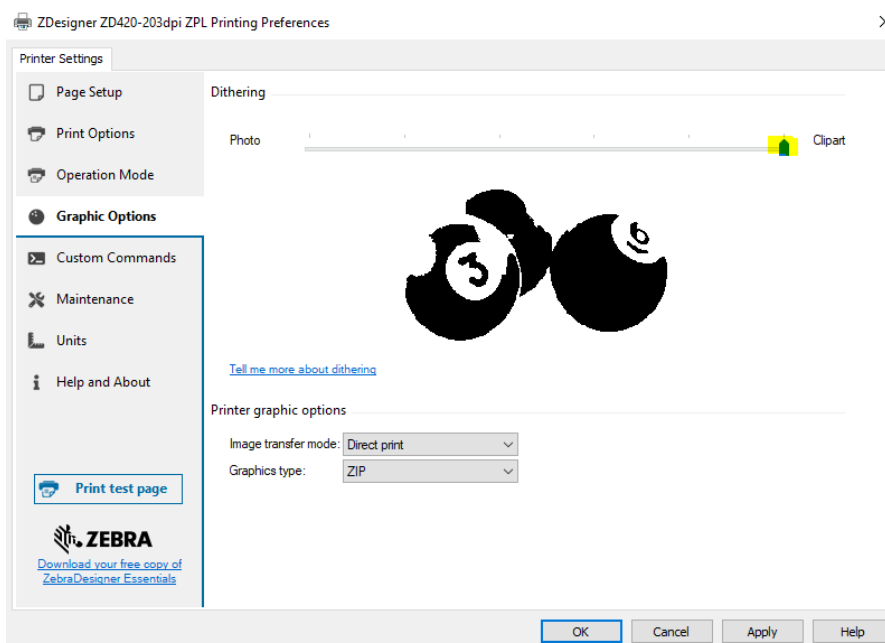 ZDesigner ZD420-203dpi ZPL Printing Preferences
Printer Settings
Page Setup
Print Options
Operation Mode
Graphic Options
Custom Commands
Maintenance
Units
Help and About
Print test page
ZEBRA
Download your free copy of
ZebraDesigner Essentials
Dithering
Photo
Clipart
3
16
Tell me more about dithering
Printer graphic options
Image transfer mode: Direct print
Graphics type: ZIP
OK
Cancel
Apply
Help